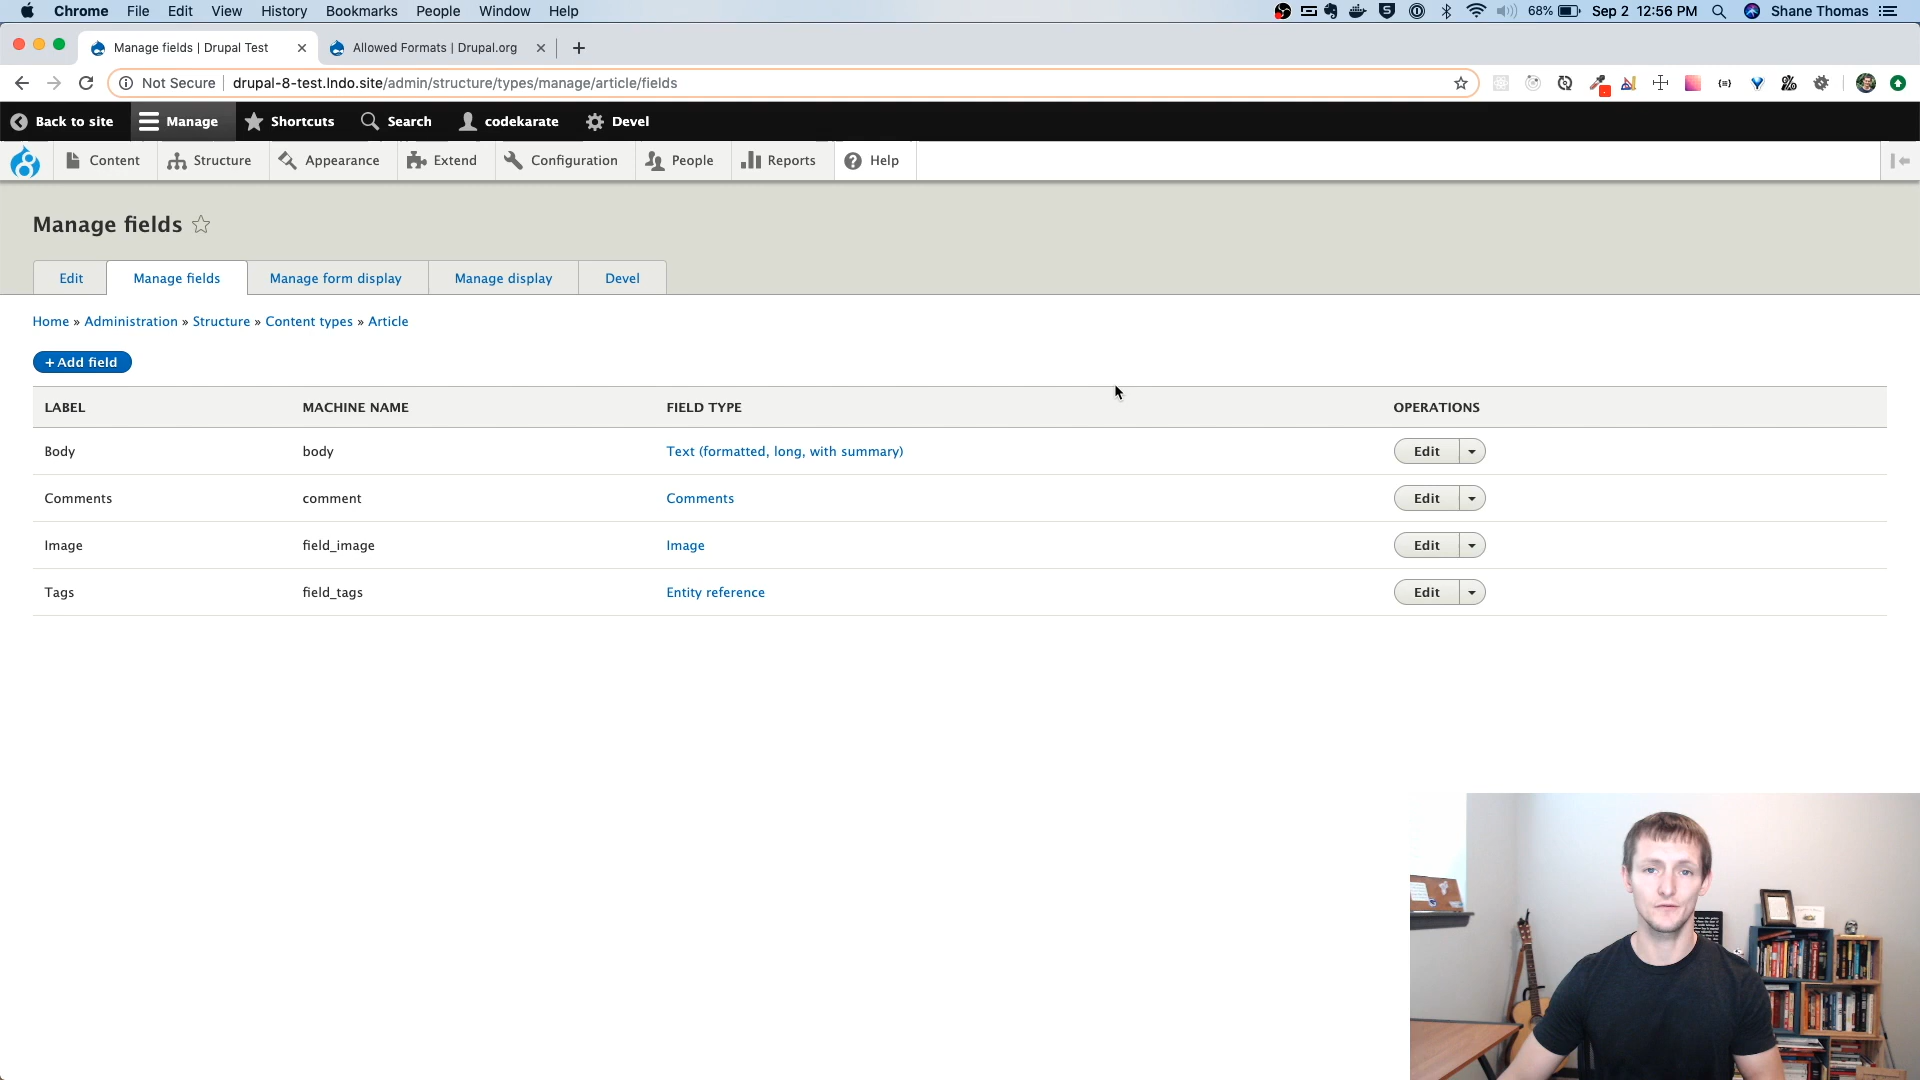 Chrome File Edit View History Bookmarks People Window Help 68% Sep 2 12:56 PM Shane Thomas
Manage fields | Drupal Test Allowed Formats | Drupal.org
Not Secure drupal-8-test.lndo.site/admin/structure/types/manage/article/fields
Back to site Manage Shortcuts Search codekarate Devel
Content Structure Appearance Extend Configuration People Reports Help
Manage fields
Edit Manage fields Manage form display Manage display Devel
Home » Administration » Structure » Content types » Article
+ Add field
LABEL MACHINE NAME FIELD TYPE OPERATIONS
Body body Text (formatted, long, with summary) Edit
Comments comment Comments Edit
Image field_image Image Edit
Tags field_tags Entity reference Edit